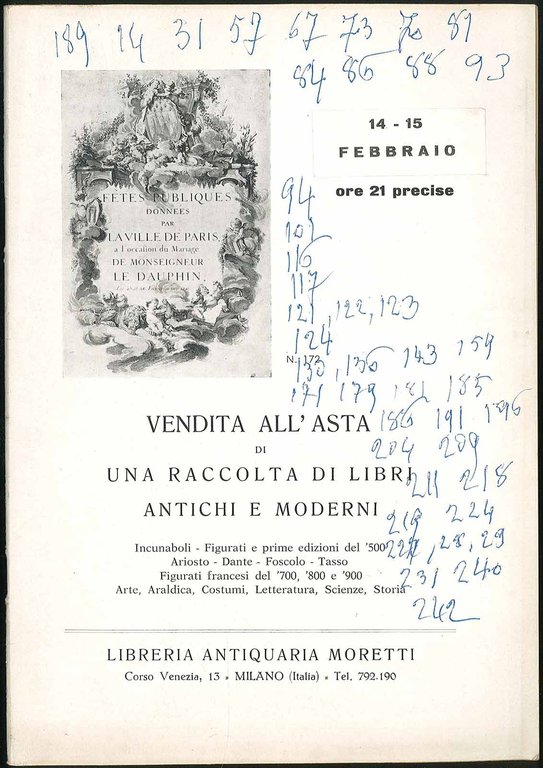 189 14 31 57 67 73 76 81
84 86 88 93
FETES PUBLIQUES
DONNÉES
PAR
LA VILLE DE PARIS,
a l'occasion du Mariage
DE MONSEIGNEUR
LE DAUPHIN,
14 - 15
FEBBRAIO
ore 21 precise
94
102
116
117
121, 122, 123
124
N. 172
135, 136 143 159
171 179 181 185
186 191 196
204 209
211 218
219 224
227, 28, 29
231 240
242
VENDITA ALL'ASTA
DI
UNA RACCOLTA DI LIBRI
ANTICHI E MODERNI
Incunaboli - Figurati e prime edizioni del '500
Ariosto - Dante - Foscolo - Tasso
Figurati francesi del '700, '800 e '900
Arte, Araldica, Costumi, Letteratura, Scienze, Storia
LIBRERIA ANTIQUARIA MORETTI
Corso Venezia, 13 * MILANO (Italia) * Tel. 792.190